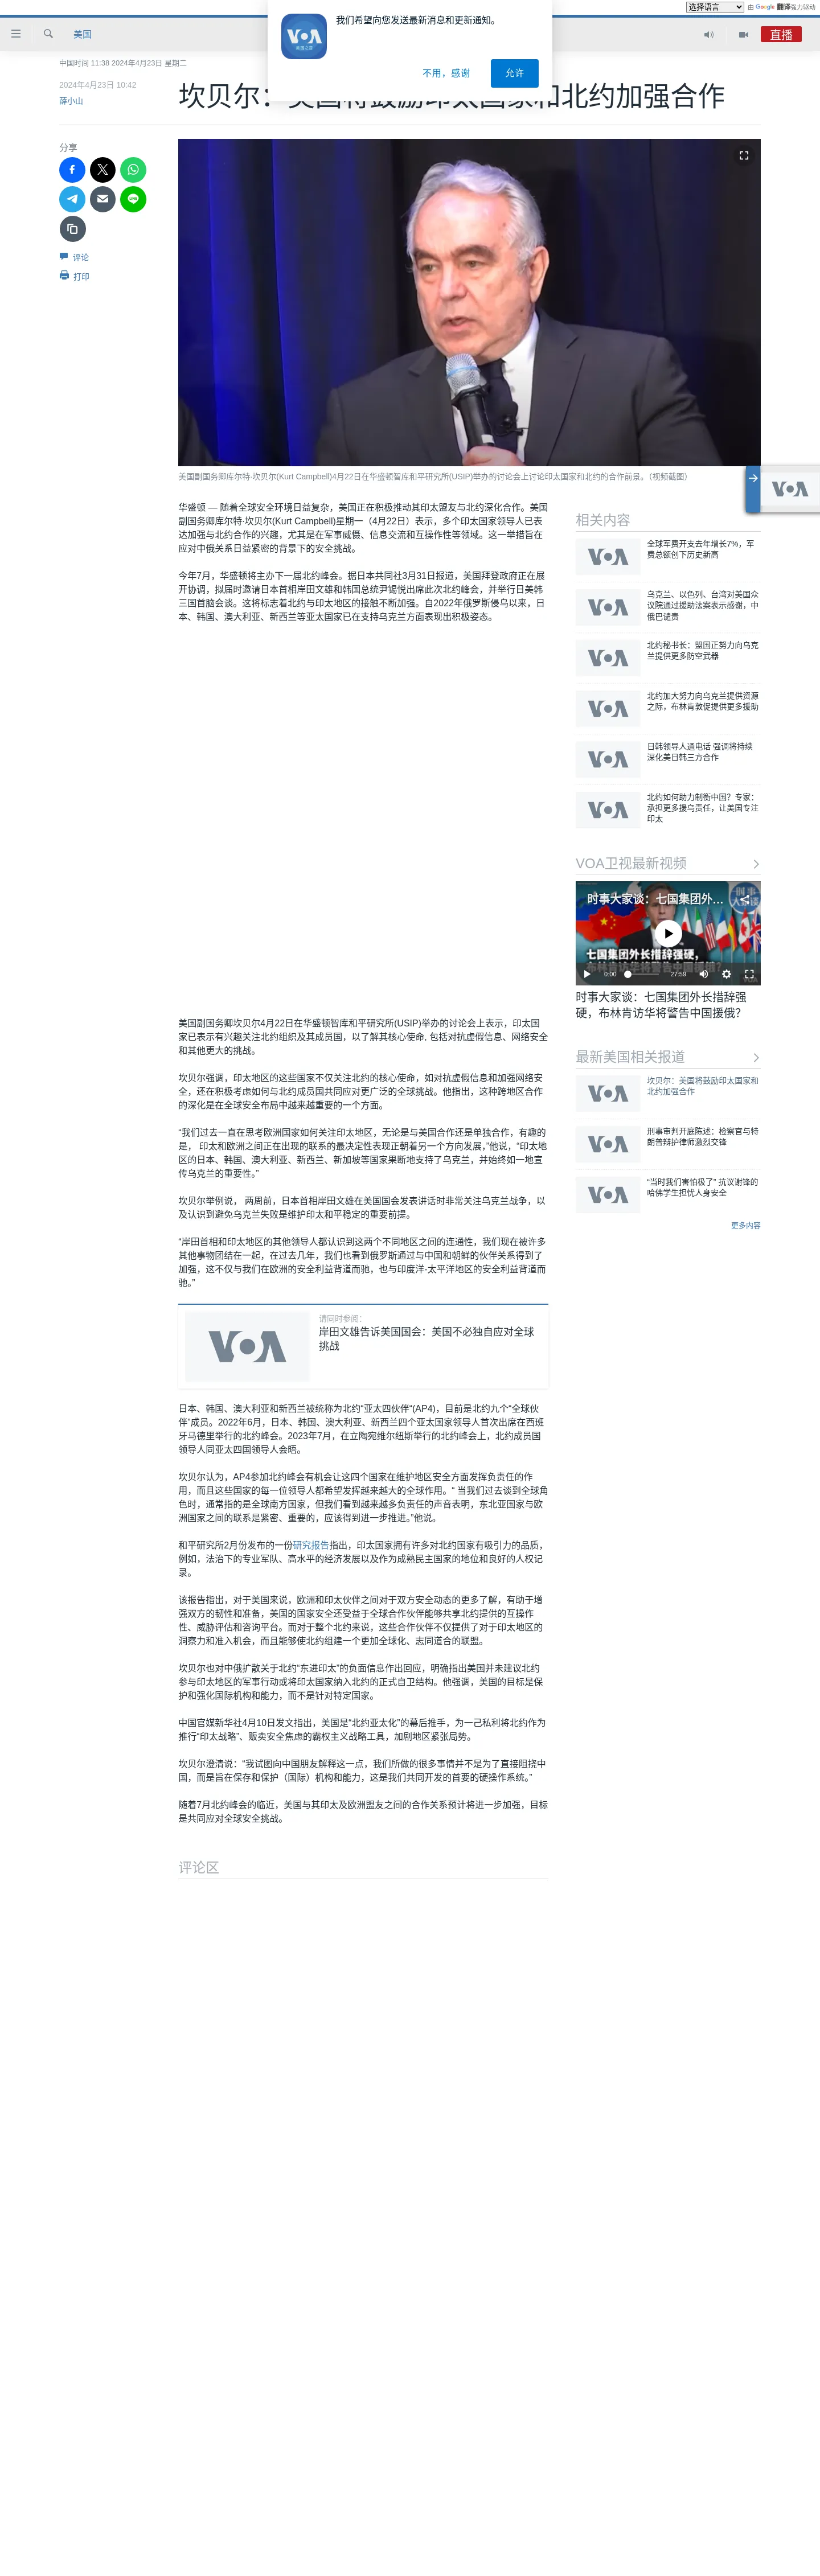 选择语言 由 Google 翻译强力驱动
我们希望向您发送最新消息和更新通知。
不用，感谢 允许
VOA
美国之音
美国
直播
中国时间 11:38 2024年4月23日 星期二
2024年4月23日 10:42
薛小山
坎贝尔：美国将鼓励印太国家和北约加强合作
分享
评论
打印
美国副国务卿库尔特·坎贝尔(Kurt Campbell)4月22日在华盛顿智库和平研究所(USIP)举办的讨论会上讨论印太国家和北约的合作前景。（视频截图）
VOA
华盛顿 — 随着全球安全环境日益复杂，美国正在积极推动其印太盟友与北约深化合作。美国
副国务卿库尔特·坎贝尔(Kurt Campbell)星期一（4月22日）表示，多个印太国家领导人已表
达加强与北约合作的兴趣，尤其是在军事威慑、信息交流和互操作性等领域。这一举措旨在
应对中俄关系日益紧密的背景下的安全挑战。
今年7月，华盛顿将主办下一届北约峰会。据日本共同社3月31日报道，美国拜登政府正在展
开协调，拟届时邀请日本首相岸田文雄和韩国总统尹锡悦出席此次北约峰会，并举行日美韩
三国首脑会谈。这将标志着北约与印太地区的接触不断加强。自2022年俄罗斯侵乌以来，日
本、韩国、澳大利亚、新西兰等亚太国家已在支持乌克兰方面表现出积极姿态。
美国副国务卿坎贝尔4月22日在华盛顿智库和平研究所(USIP)举办的讨论会上表示，印太国
家已表示有兴趣关注北约组织及其成员国，以了解其核心使命, 包括对抗虚假信息、网络安全
和其他更大的挑战。
坎贝尔强调，印太地区的这些国家不仅关注北约的核心使命，如对抗虚假信息和加强网络安
全，还在积极考虑如何与北约成员国共同应对更广泛的全球挑战。他指出，这种跨地区合作
的深化是在全球安全布局中越来越重要的一个方面。
“我们过去一直在思考欧洲国家如何关注印太地区，无论是与美国合作还是单独合作，有趣的
是， 印太和欧洲之间正在出现的联系的最决定性表现正朝着另一个方向发展，”他说，“印太地
区的日本、韩国、澳大利亚、新西兰、新加坡等国家果断地支持了乌克兰，并始终如一地宣
传乌克兰的重要性。”
坎贝尔举例说， 两周前，日本首相岸田文雄在美国国会发表讲话时非常关注乌克兰战争，以
及认识到避免乌克兰失败是维护印太和平稳定的重要前提。
“岸田首相和印太地区的其他领导人都认识到这两个不同地区之间的连通性，我们现在被许多
其他事物团结在一起，在过去几年，我们也看到俄罗斯通过与中国和朝鲜的伙伴关系得到了
加强，这不仅与我们在欧洲的安全利益背道而驰，也与印度洋-太平洋地区的安全利益背道而
驰。”
VOA
请同时参阅：
岸田文雄告诉美国国会：美国不必独自应对全球
挑战
日本、韩国、澳大利亚和新西兰被统称为北约“亚太四伙伴“(AP4)，目前是北约九个“全球伙
伴”成员。2022年6月，日本、韩国、澳大利亚、新西兰四个亚太国家领导人首次出席在西班
牙马德里举行的北约峰会。2023年7月，在立陶宛维尔纽斯举行的北约峰会上，北约成员国
领导人同亚太四国领导人会晤。
坎贝尔认为，AP4参加北约峰会有机会让这四个国家在维护地区安全方面发挥负责任的作
用，而且这些国家的每一位领导人都希望发挥越来越大的全球作用。“ 当我们过去谈到全球角
色时，通常指的是全球南方国家，但我们看到越来越多负责任的声音表明，东北亚国家与欧
洲国家之间的联系是紧密、重要的，应该得到进一步推进。”他说。
和平研究所2月份发布的一份研究报告指出，印太国家拥有许多对北约国家有吸引力的品质，
例如，法治下的专业军队、高水平的经济发展以及作为成熟民主国家的地位和良好的人权记
录。
该报告指出，对于美国来说，欧洲和印太伙伴之间对于双方安全动态的更多了解，有助于增
强双方的韧性和准备，美国的国家安全还受益于全球合作伙伴能够共享北约提供的互操作
性、威胁评估和咨询平台。而对于整个北约来说，这些合作伙伴不仅提供了对于印太地区的
洞察力和准入机会，而且能够使北约组建一个更加全球化、志同道合的联盟。
坎贝尔也对中俄扩散关于北约“东进印太”的负面信息作出回应，明确指出美国并未建议北约
参与印太地区的军事行动或将印太国家纳入北约的正式自卫结构。他强调，美国的目标是保
护和强化国际机构和能力，而不是针对特定国家。
中国官媒新华社4月10日发文指出，美国是“北约亚太化”的幕后推手，为一己私利将北约作为
推行“印太战略”、贩卖安全焦虑的霸权主义战略工具，加剧地区紧张局势。
坎贝尔澄清说：“我试图向中国朋友解释这一点，我们所做的很多事情并不是为了直接阻挠中
国，而是旨在保存和保护（国际）机构和能力，这是我们共同开发的首要的硬操作系统。”
随着7月北约峰会的临近，美国与其印太及欧洲盟友之间的合作关系预计将进一步加强，目标
是共同应对全球安全挑战。
评论区
相关内容
VOA
全球军费开支去年增长7%，军
费总额创下历史新高
VOA
乌克兰、以色列、台湾对美国众
议院通过援助法案表示感谢，中
俄巴谴责
VOA
北约秘书长：盟国正努力向乌克
兰提供更多防空武器
VOA
北约加大努力向乌克兰提供资源
之际，布林肯敦促提供更多援助
VOA
日韩领导人通电话 强调将持续
深化美日韩三方合作
VOA
北约如何助力制衡中国？专家：
承担更多援乌责任，让美国专注
印太
VOA卫视最新视频
时事大家谈：七国集团外…
七国集团外长措辞强硬，
0:00 27:59
时事大家谈：七国集团外长措辞强
硬，布林肯访华将警告中国援俄？
最新美国相关报道
VOA
坎贝尔：美国将鼓励印太国家和
北约加强合作
VOA
刑事审判开庭陈述：检察官与特
朗普辩护律师激烈交锋
VOA
“当时我们害怕极了” 抗议谢锋的
哈佛学生担忧人身安全
更多内容